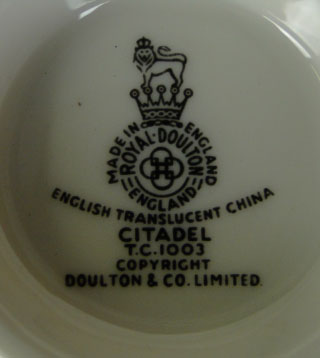 MADE IN ENGLAND
ROYAL·DOULTON
ENGLAND
ENGLISH TRANSLUCENT CHINA
CITADEL
T.C.1003
COPYRIGHT
DOULTON & CO. LIMITED.